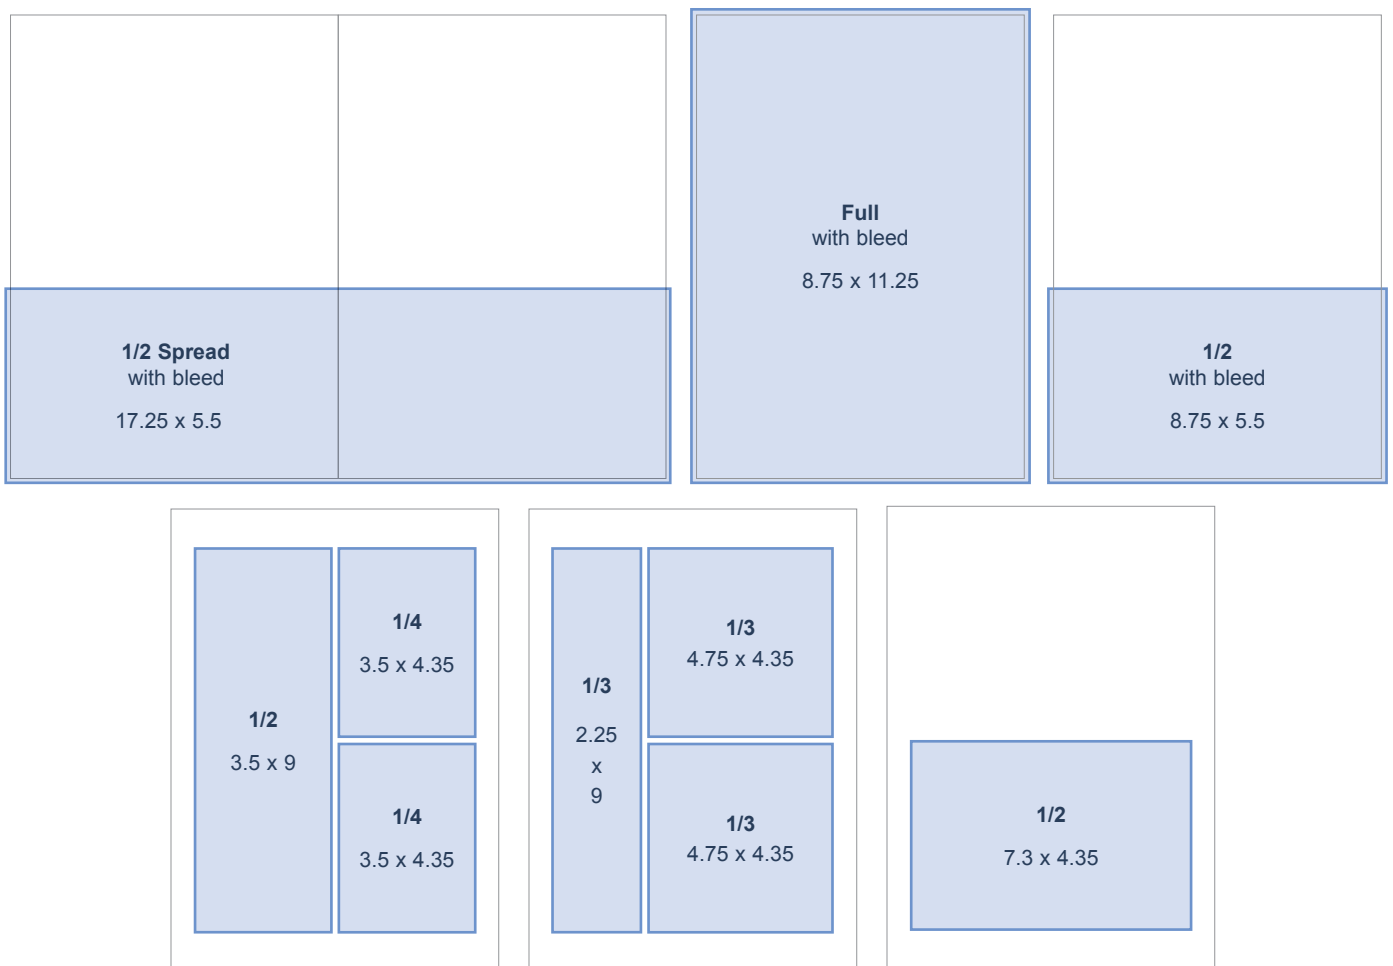 1/2 Spread
with bleed
17.25 x 5.5
Full
with bleed
8.75 x 11.25
1/2
with bleed
8.75 x 5.5
1/2
3.5 x 9
1/4
3.5 x 4.35
1/4
3.5 x 4.35
1/3
2.25
x
9
1/3
4.75 x 4.35
1/3
4.75 x 4.35
1/2
7.3 x 4.35